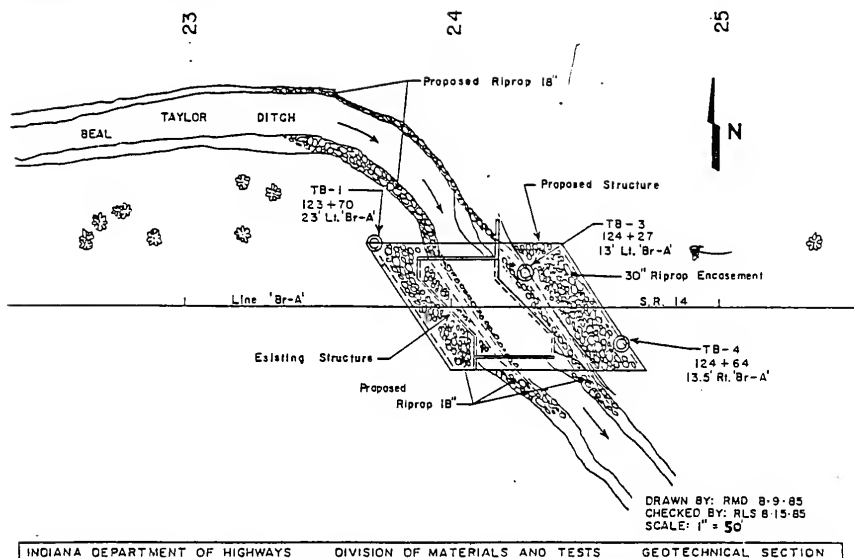 23
24
25
Proposed Riprop 18"
BEAL TAYLOR DITCH
N
TB-1
123+70
23' Lt. 'Br-A'
Proposed Structure
TB-3
124+27
13' Lt. 'Br-A'
30" Riprop Encasement
Line 'Br-A'
S.R. 14
Existing Structure
TB-4
124+64
13.5' Rt. 'Br-A'
Proposed
Riprop 18"
DRAWN BY: RMD 8-9-85
CHECKED BY: RLS 8-15-85
SCALE: 1" = 50'
INDIANA DEPARTMENT OF HIGHWAYS DIVISION OF MATERIALS AND TESTS GEOTECHNICAL SECTION